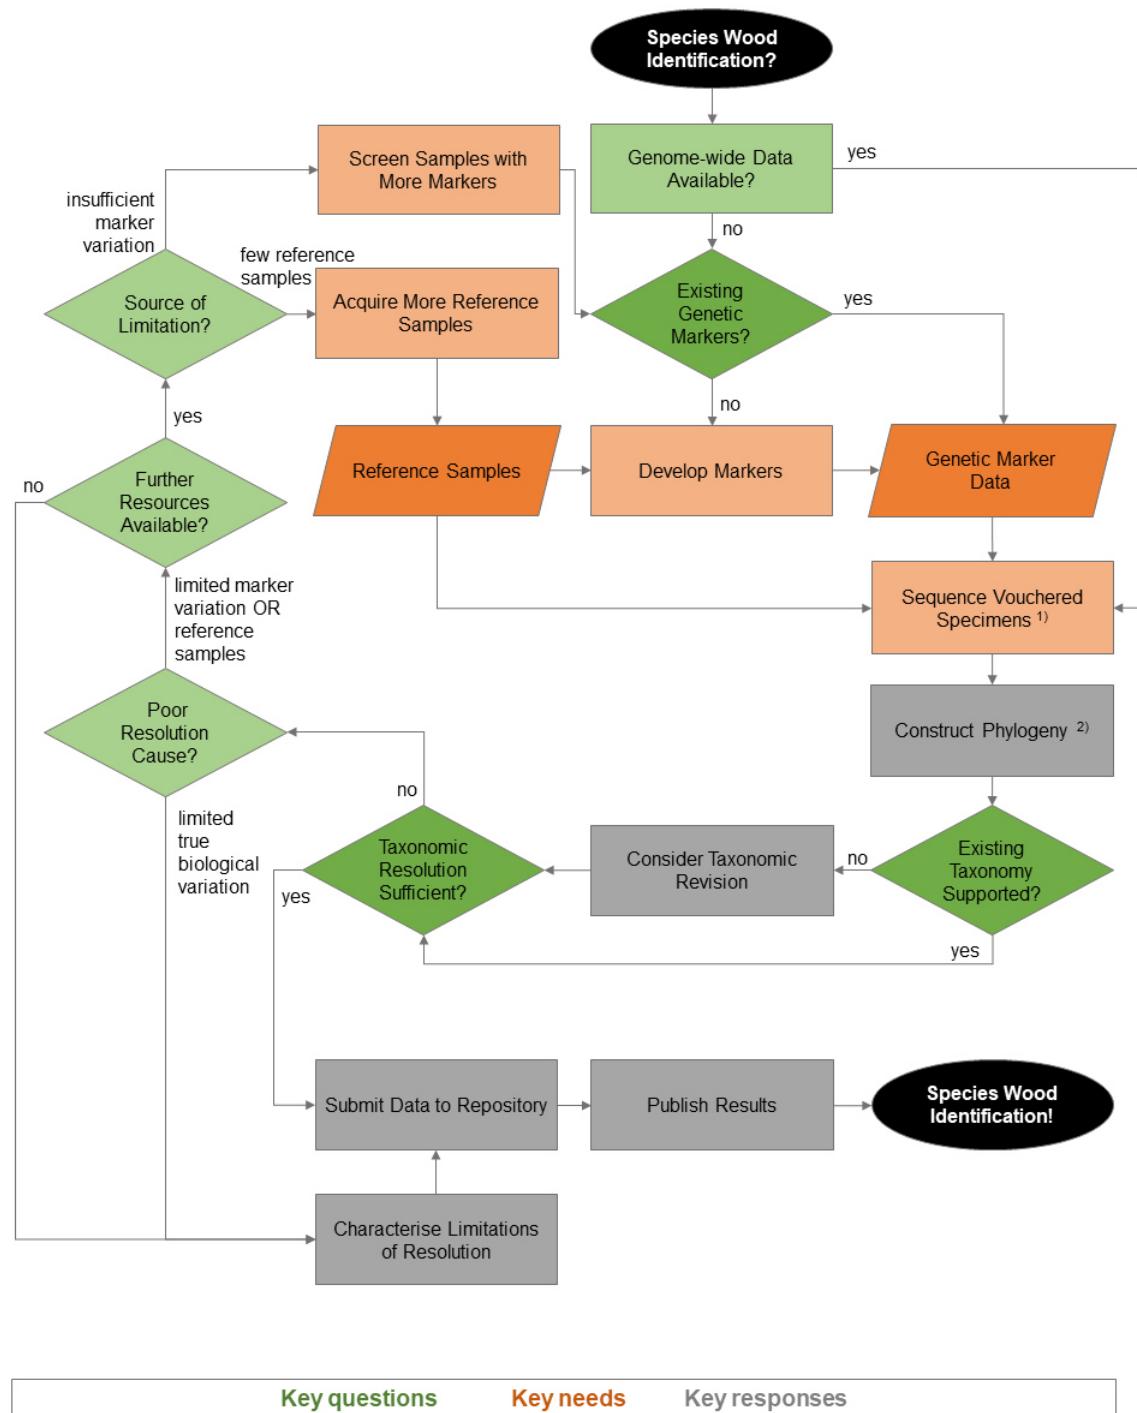 Species Wood
Identification?
Genome-wide Data
Available?
yes
no
Screen Samples with
More Markers
insufficient
marker
variation
few reference
samples
Source of
Limitation?
Acquire More Reference
Samples
Existing
Genetic
Markers?
yes
no
yes
Further
Resources
Available?
no
Reference Samples
Develop Markers
Genetic Marker
Data
limited marker
variation OR
reference
samples
Sequence Vouchered
Specimens 1)
Poor
Resolution
Cause?
Construct Phylogeny 2)
no
limited
true
biological
variation
Taxonomic
Resolution
Sufficient?
yes
Consider Taxonomic
Revision
no
Existing
Taxonomy
Supported?
yes
Submit Data to Repository
Publish Results
Species Wood
Identification!
Characterise Limitations
of Resolution
Key questions Key needs Key responses